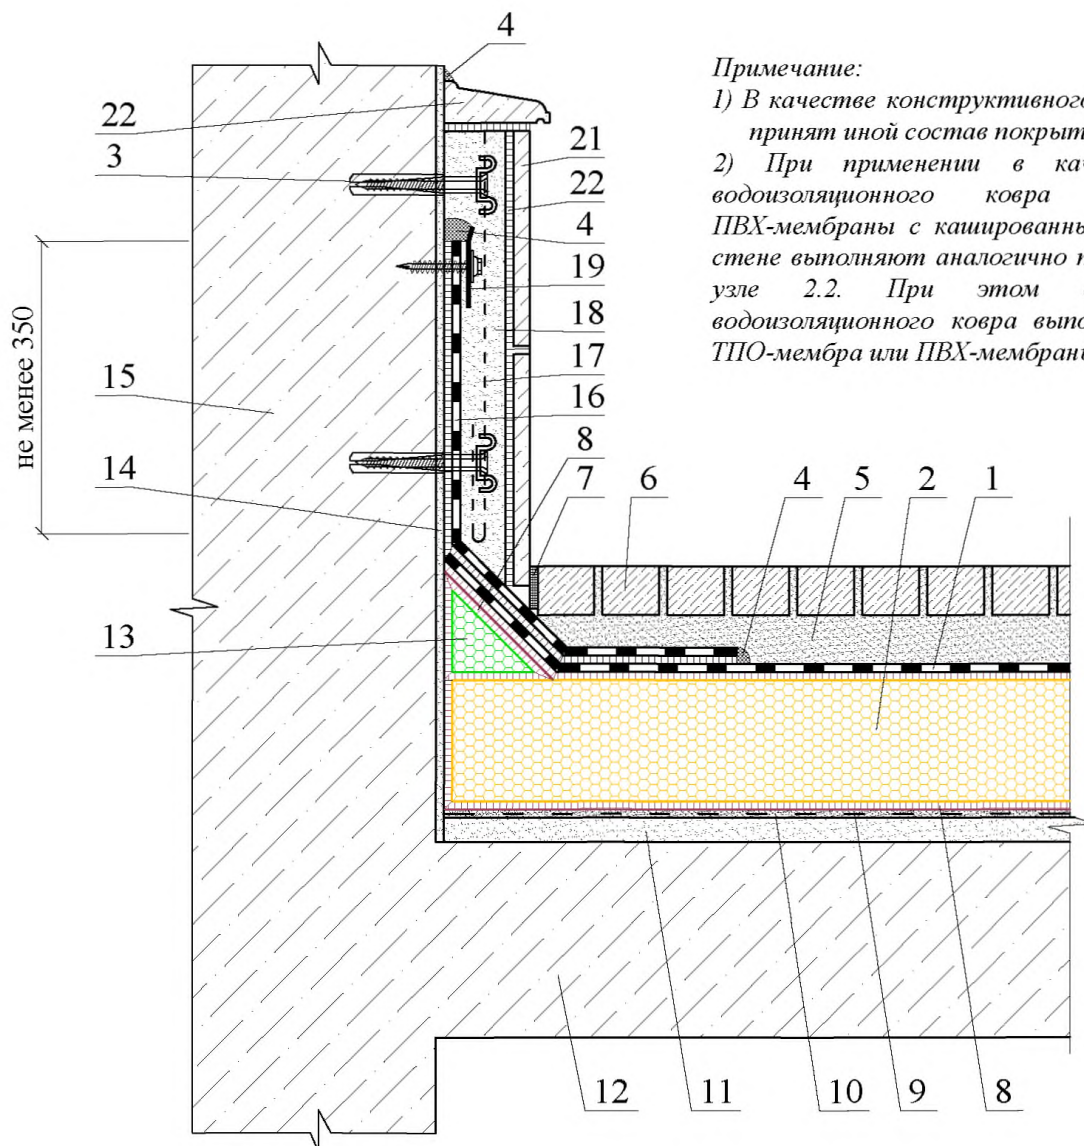 4
Примечание:
1) В качестве конструктивного
принят иной состав покрыт
2) При применении в кач
водоизоляционного ковра
ПВХ-мембраны с кашированны
стене выполняют аналогично п
узле 2.2. При этом
водоизоляционного ковра выпо
ТПО-мембра или ПВХ-мембран
22
3
21
22
4
19
18
17
16
8
7
не менее 350
15
14
13
6
4
5
2
1
12
11
10
9
8